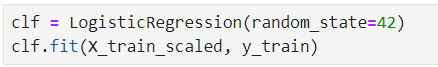 clf = LogisticRegression(random_state=42)
clf.fit(X_train_scaled, y_train)